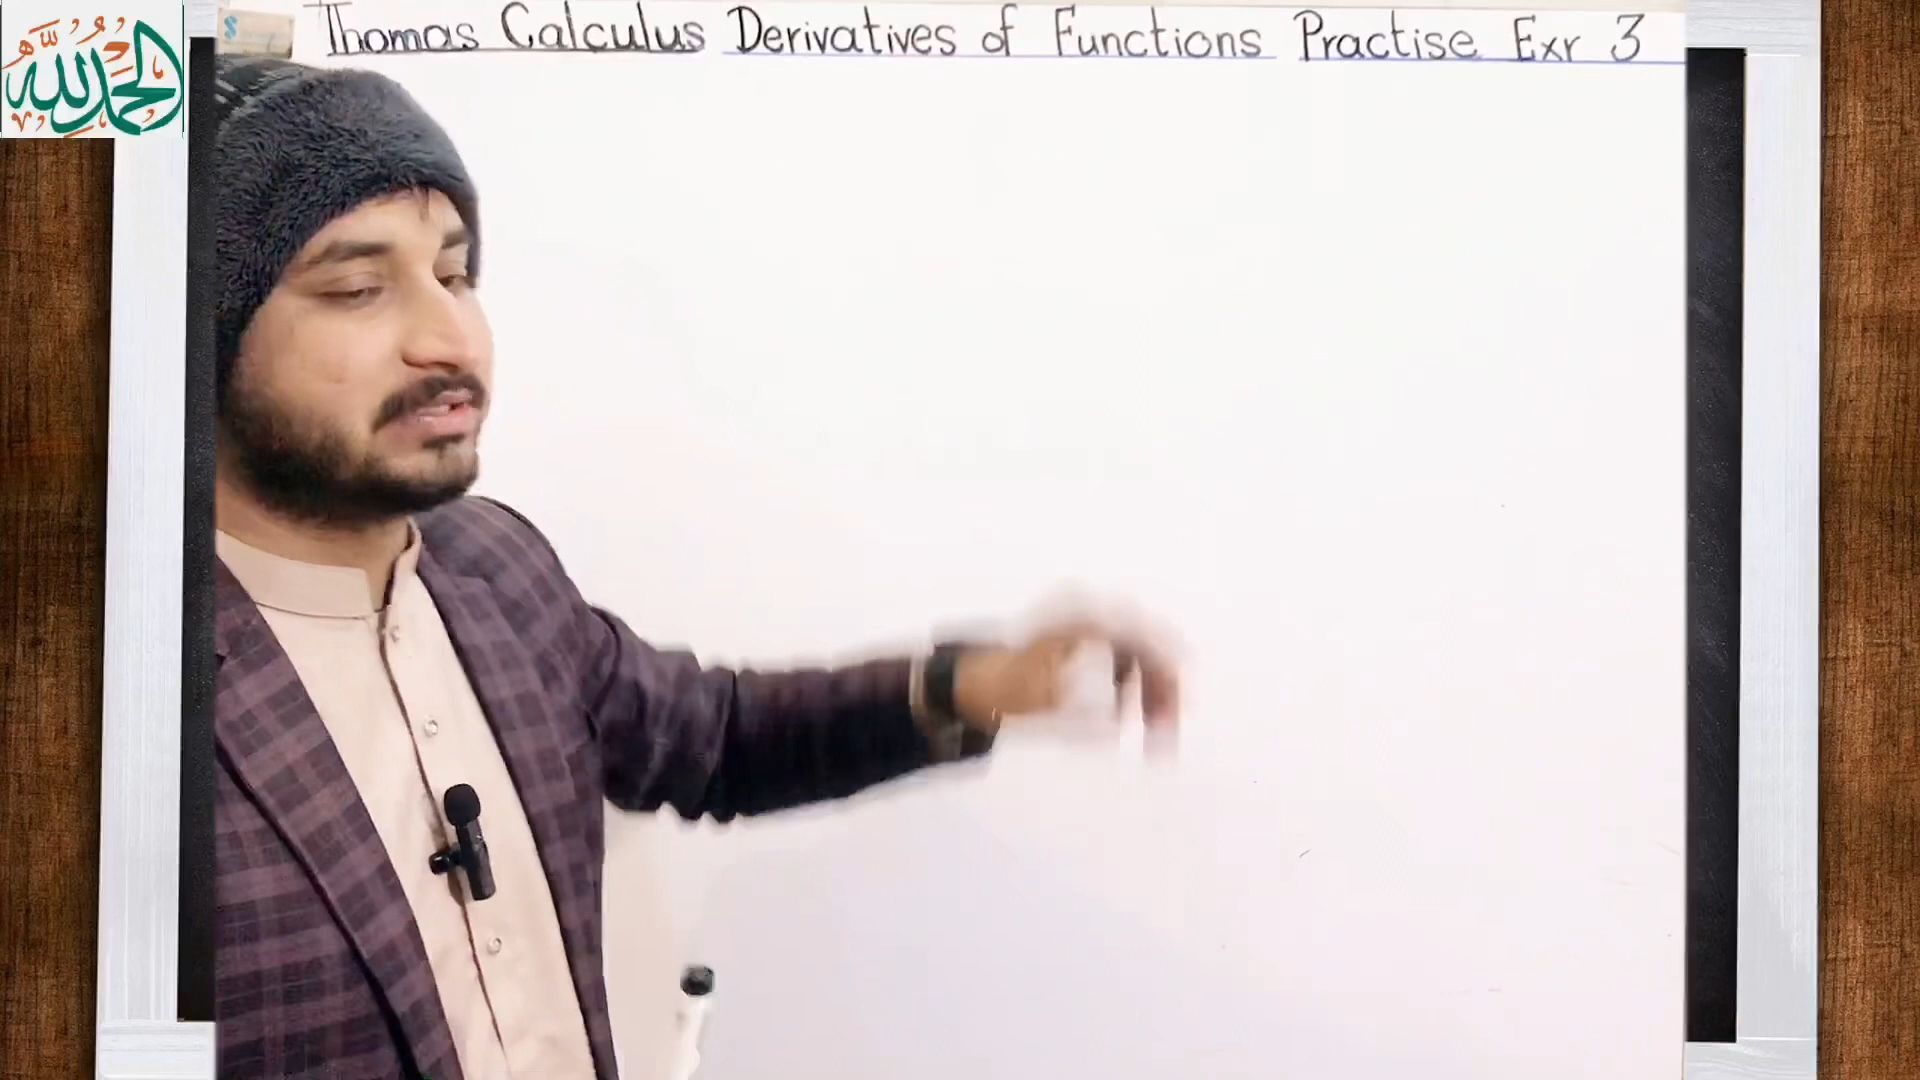 الحمد لله
Thomas Calculus Derivatives of Functions Practise Exr 3